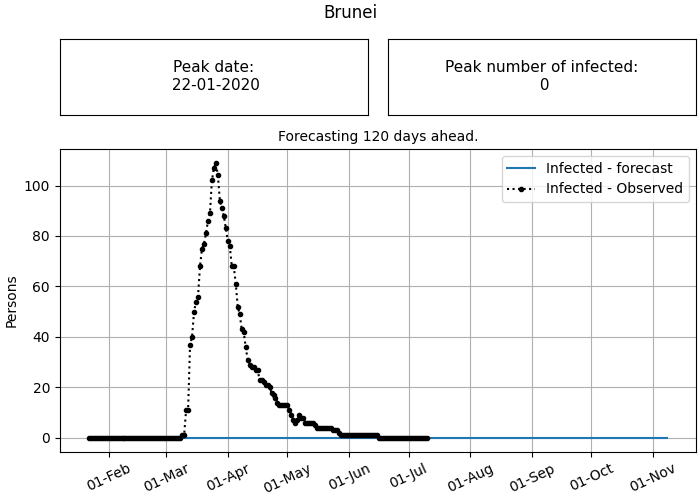 Brunei
Peak date:
22-01-2020
Peak number of infected:
0
Forecasting 120 days ahead.
Infected - forecast
Infected - Observed
Persons
100
80
60
40
20
0
01-Feb
01-Mar
01-Apr
01-May
01-Jun
01-Jul
01-Aug
01-Sep
01-Oct
01-Nov